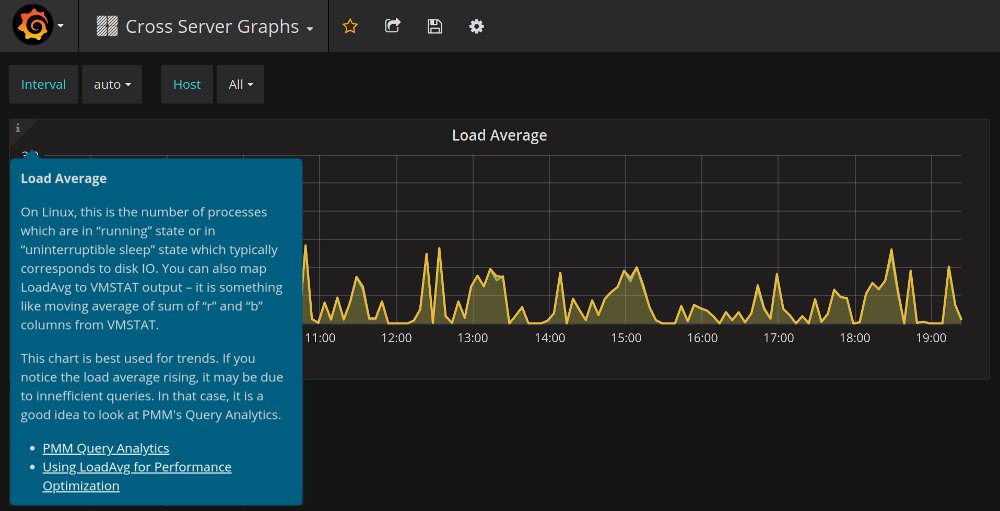 Cross Server Graphs
Interval
auto
Host
All
i
Load Average
Load Average
On Linux, this is the number of processes
which are in “running” state or in
“uninterruptible sleep” state which typically
corresponds to disk IO. You can also map
LoadAvg to VMSTAT output – it is something
like moving average of sum of “r” and “b”
columns from VMSTAT.
This chart is best used for trends. If you
notice the load average rising, it may be due
to innefficient queries. In that case, it is a
good idea to look at PMM's Query Analytics.
• PMM Query Analytics
• Using LoadAvg for Performance
Optimization
11:00 12:00 13:00 14:00 15:00 16:00 17:00 18:00 19:00